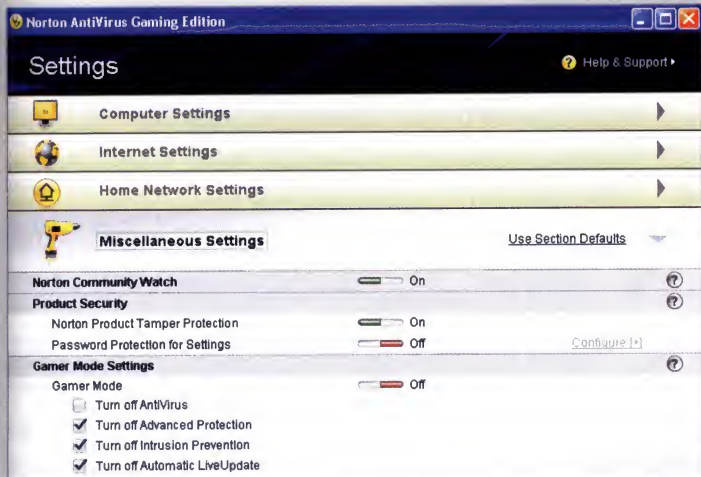 Norton AntiVirus Gaming Edition
Settings
? Help & Support
Computer Settings
Internet Settings
Home Network Settings
Miscellaneous Settings Use Section Defaults
Norton Community Watch On ?
Product Security ?
Norton Product Tamper Protection On
Password Protection for Settings Off Configure [+]
Gamer Mode Settings ?
Gamer Mode Off
Turn off AntiVirus
Turn off Advanced Protection
Turn off Intrusion Prevention
Turn off Automatic LiveUpdate